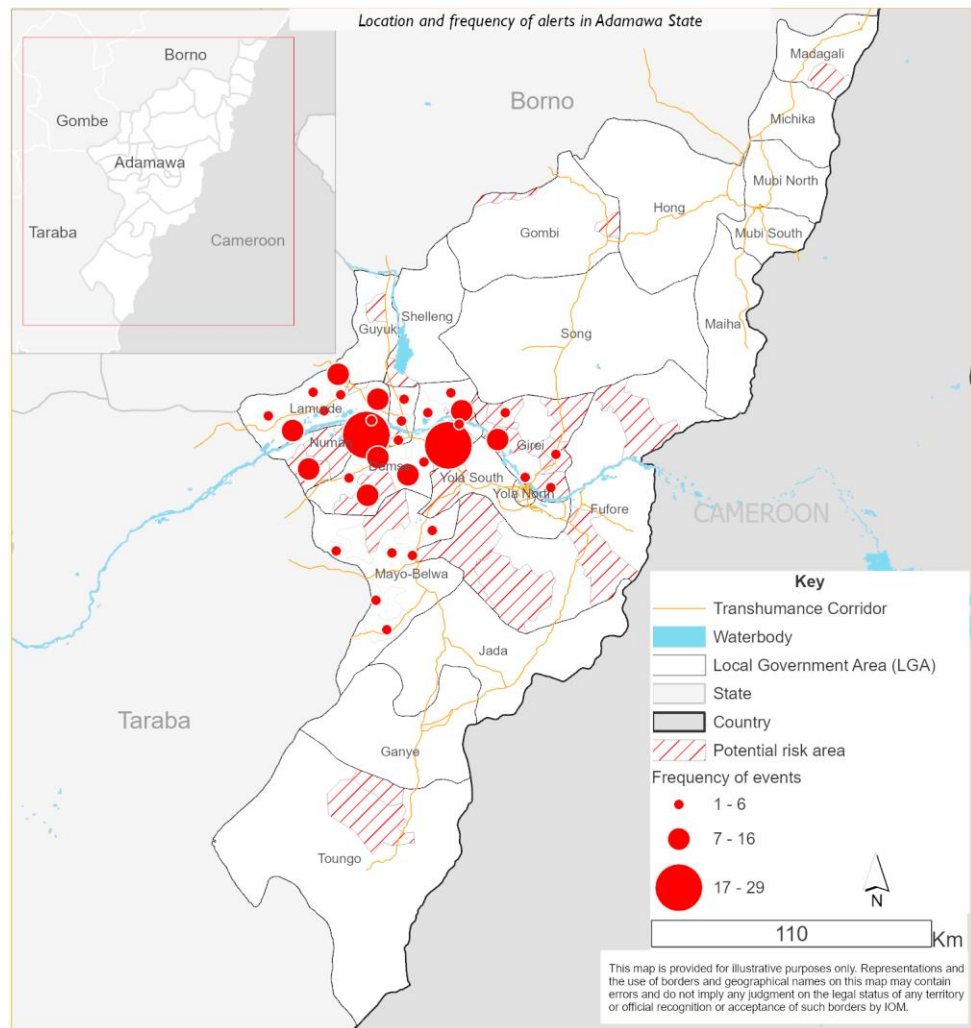 Location and frequency of alerts in Adamawa State
Borno
Gombe
Adamawa
Taraba
Cameroon
Borno
Madagali
Michika
Mubi North
Mubi South
Hong
Gombi
Maiha
Song
Shelleng
Guyuk
Lamurde
Numan
Demsa
Girei
Yola South
Yola North
Fufore
CAMEROON
Mayo-Belwa
Jada
Taraba
Ganye
Toungo
Key
Transhumance Corridor
Waterbody
Local Government Area (LGA)
State
Country
Potential risk area
Frequency of events
1 - 6
7 - 16
17 - 29
N
110
Km
This map is provided for illustrative purposes only. Representations and
the use of borders and geographical names on this map may contain
errors and do not imply any judgment on the legal status of any territory
or official recognition or acceptance of such borders by IOM.